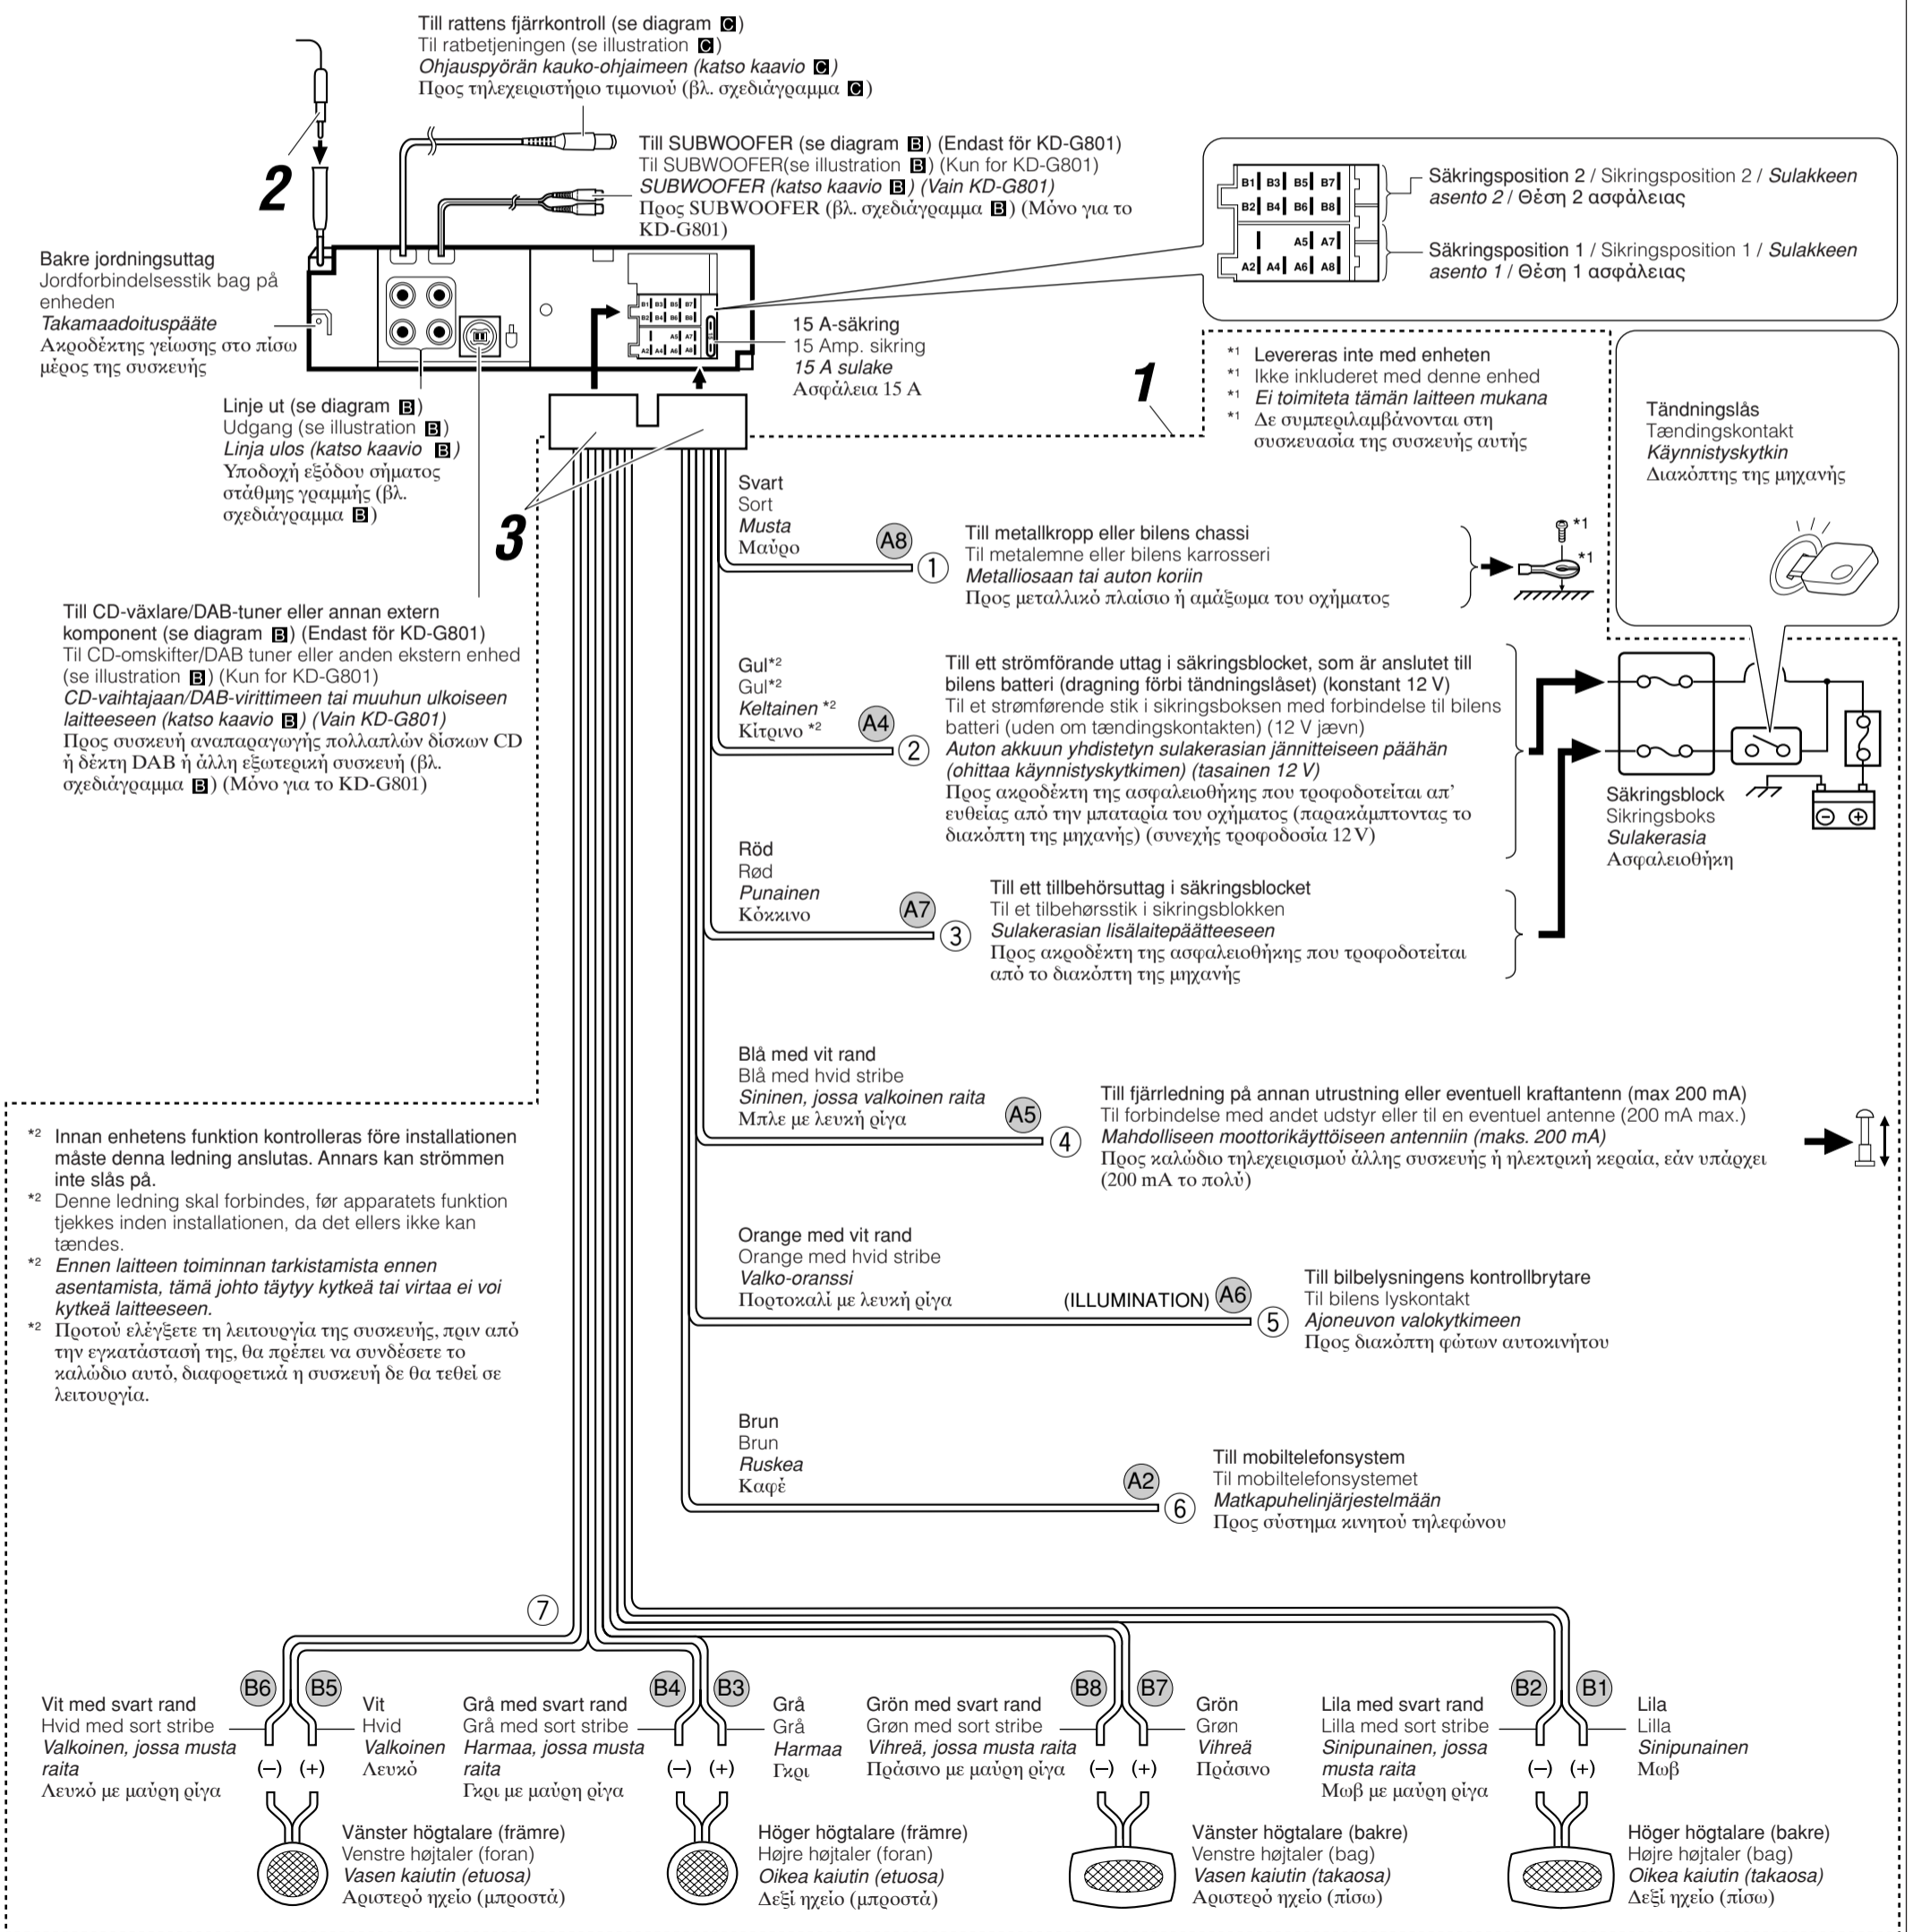 Till rattens fjärrkontroll (se diagram C)
Til ratbetjeningen (se illustration C)
Ohjauspyörän kauko-ohjaimeen (katso kaavio C)
Προς τηλεχειριστήριο τιμονιού (βλ. σχεδιάγραμμα C)
2
Till SUBWOOFER (se diagram B) (Endast för KD-G801)
Til SUBWOOFER(se illustration B) (Kun for KD-G801)
SUBWOOFER (katso kaavio B) (Vain KD-G801)
Προς SUBWOOFER (βλ. σχεδιάγραμμα B) (Μόνο για το
KD-G801)
B1 B3 B5 B7
B2 B4 B6 B8
A5 A7
A2 A4 A6 A8
Säkringsposition 2 / Sikringsposition 2 / Sulakkeen
asento 2 / Θέση 2 ασφάλειας
Säkringsposition 1 / Sikringsposition 1 / Sulakkeen
asento 1 / Θέση 1 ασφάλειας
Bakre jordningsuttag
Jordforbindelsesstik bag på
enheden
Takamaadoituspääte
Ακροδέκτης γείωσης στο πίσω
μέρος της συσκευής
B1 B3 B5 B7
B2 B4 B6 B8
A5 A7
A2 A4 A6 A8
15 A-säkring
15 Amp. sikring
15 A sulake
Ασφάλεια 15 A
1
*1 Levereras inte med enheten
*1 Ikke inkluderet med denne enhed
*1 Ei toimiteta tämän laitteen mukana
*1 Δε συμπεριλαμβάνονται στη
συσκευασία της συσκευής αυτής
Tändningslås
Tændingskontakt
Käynnistyskytkin
Διακόπτης της μηχανής
Linje ut (se diagram B)
Udgang (se illustration B)
Linja ulos (katso kaavio B)
Υποδοχή εξόδου σήματος
στάθμης γραμμής (βλ.
σχεδιάγραμμα B)
3
Svart
Sort
Musta
Μαύρο
A8
1
Till metallkropp eller bilens chassi
Til metalemne eller bilens karrosseri
Metalliosaan tai auton koriin
Προς μεταλλικό πλαίσιο ή αμάξωμα του οχήματος
*1
*1
Till CD-växlare/DAB-tuner eller annan extern
komponent (se diagram B) (Endast för KD-G801)
Til CD-omskifter/DAB tuner eller anden ekstern enhed
(se illustration B) (Kun for KD-G801)
CD-vaihtajaan/DAB-virittimeen tai muuhun ulkoiseen
laitteeseen (katso kaavio B) (Vain KD-G801)
Προς συσκευή αναπαραγωγής πολλαπλών δίσκων CD
ή δέκτη DAB ή άλλη εξωτερική συσκευή (βλ.
σχεδιάγραμμα B) (Μόνο για το KD-G801)
Gul*2
Gul*2
Keltainen *2
Κίτρινο *2
A4
2
Till ett strömförande uttag i säkringsblocket, som är anslutet till
bilens batteri (dragning förbi tändningslåset) (konstant 12 V)
Til et strømførende stik i sikringsboksen med forbindelse til bilens
batteri (uden om tændingskontakten) (12 V jævn)
Auton akkuun yhdistetyn sulakerasian jännitteiseen päähän
(ohittaa käynnistyskytkimen) (tasainen 12 V)
Προς ακροδέκτη της ασφαλειοθήκης που τροφοδοτείται απ’
ευθείας από την μπαταρία του οχήματος (παρακάμπτοντας το
διακόπτη της μηχανής) (συνεχής τροφοδοσία 12 V)
Säkringsblock
Sikringsboks
Sulakerasia
Ασφαλειοθήκη
Röd
Rød
Punainen
Κόκκινο
A7
3
Till ett tillbehörsuttag i säkringsblocket
Til et tilbehørsstik i sikringsblokken
Sulakerasian lisälaitepäätteeseen
Προς ακροδέκτη της ασφαλειοθήκης που τροφοδοτείται
από το διακόπτη της μηχανής
Blå med vit rand
Blå med hvid stribe
Sininen, jossa valkoinen raita
Μπλε με λευκή ρίγα
A5
4
Till fjärrledning på annan utrustning eller eventuell kraftantenn (max 200 mA)
Til forbindelse med andet udstyr eller til en eventuel antenne (200 mA max.)
Mahdolliseen moottorikäyttöiseen antenniin (maks. 200 mA)
Προς καλώδιο τηλεχειρισμού άλλης συσκευής ή ηλεκτρική κεραία, εάν υπάρχει
(200 mA το πολύ)
*2 Innan enhetens funktion kontrolleras före installationen
måste denna ledning anslutas. Annars kan strömmen
inte slås på.
*2 Denne ledning skal forbindes, før apparatets funktion
tjekkes inden installationen, da det ellers ikke kan
tændes.
*2 Ennen laitteen toiminnan tarkistamista ennen
asentamista, tämä johto täytyy kytkeä tai virtaa ei voi
kytkeä laitteeseen.
*2 Προτού ελέγξετε τη λειτουργία της συσκευής, πριν από
την εγκατάστασή της, θα πρέπει να συνδέσετε το
καλώδιο αυτό, διαφορετικά η συσκευή δε θα τεθεί σε
λειτουργία.
Orange med vit rand
Orange med hvid stribe
Valko-oranssi
Πορτοκαλί με λευκή ρίγα
(ILLUMINATION) A6
5
Till bilbelysningens kontrollbrytare
Til bilens lyskontakt
Ajoneuvon valokytkimeen
Προς διακόπτη φώτων αυτοκινήτου
Brun
Brun
Ruskea
Καφέ
A2
6
Till mobiltelefonsystem
Til mobiltelefonsystemet
Matkapuhelinjärjestelmään
Προς σύστημα κινητού τηλεφώνου
7
Vit med svart rand
Hvid med sort stribe
Valkoinen, jossa musta
raita
Λευκό με μαύρη ρίγα
B6 B5
(–) (+)
Vit
Hvid
Valkoinen
Λευκό
Grå med svart rand
Grå med sort stribe
Harmaa, jossa musta
raita
Γκρι με μαύρη ρίγα
B4 B3
(–) (+)
Grå
Grå
Harmaa
Γκρι
Grön med svart rand
Grøn med sort stribe
Vihreä, jossa musta raita
Πράσινο με μαύρη ρίγα
B8 B7
(–) (+)
Grön
Grøn
Vihreä
Πράσινο
Lila med svart rand
Lilla med sort stribe
Sinipunainen, jossa
musta raita
Μωβ με μαύρη ρίγα
B2 B1
(–) (+)
Lila
Lilla
Sinipunainen
Μωβ
Vänster högtalare (främre)
Venstre højtaler (foran)
Vasen kaiutin (etuosa)
Αριστερό ηχείο (μπροστά)
Höger högtalare (främre)
Højre højtaler (foran)
Oikea kaiutin (etuosa)
Δεξί ηχείο (μπροστά)
Vänster högtalare (bakre)
Venstre højtaler (bag)
Vasen kaiutin (takaosa)
Αριστερό ηχείο (πίσω)
Höger högtalare (bakre)
Højre højtaler (bag)
Oikea kaiutin (takaosa)
Δεξί ηχείο (πίσω)